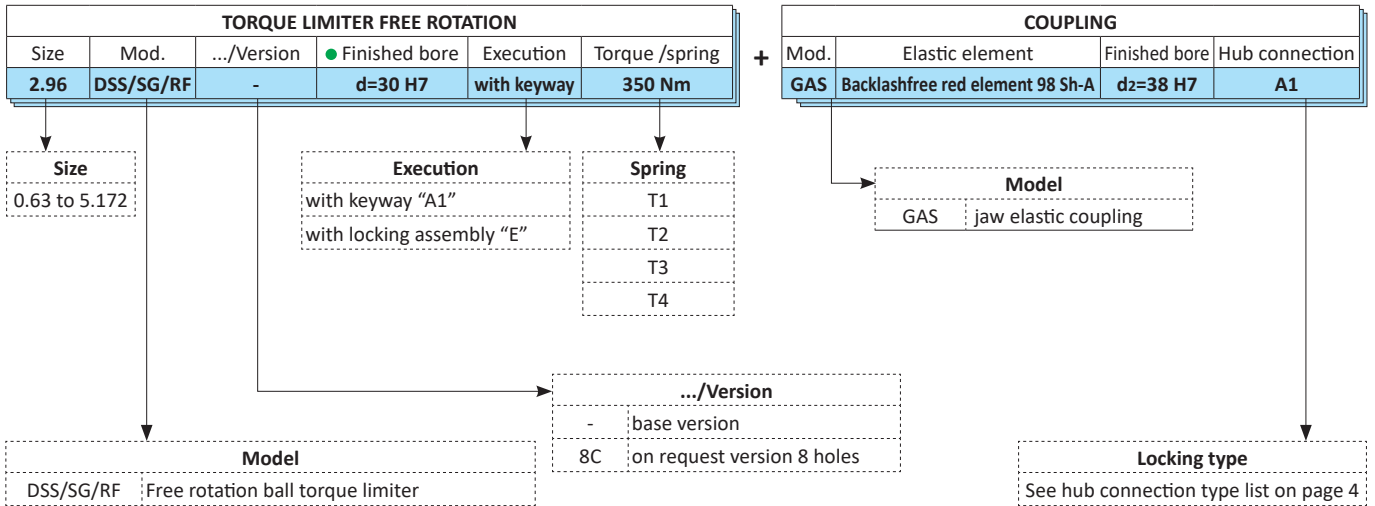 TORQUE LIMITER FREE ROTATION
Size Mod. .../Version ● Finished bore Execution Torque /spring
2.96 DSS/SG/RF - d=30 H7 with keyway 350 Nm
+
COUPLING
Mod. Elastic element Finished bore Hub connection
GAS Backlashfree red element 98 Sh-A d2=38 H7 A1
Size
0.63 to 5.172
Execution
with keyway “A1”
with locking assembly “E”
Spring
T1
T2
T3
T4
Model
GAS jaw elastic coupling
.../Version
- base version
8C on request version 8 holes
Model
DSS/SG/RF Free rotation ball torque limiter
Locking type
See hub connection type list on page 4